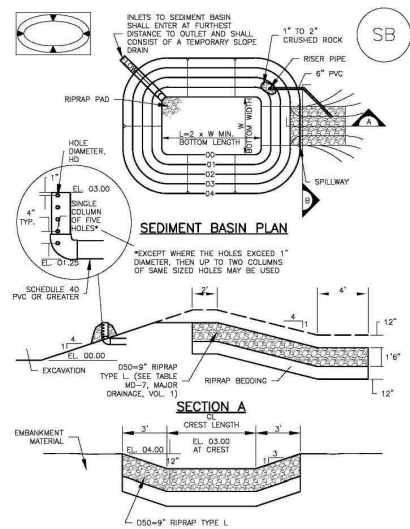 INLETS TO SEDIMENT BASIN
SHALL ENTER AT FURTHEST
DISTANCE TO OUTLET AND SHALL
CONSIST OF A TEMPORARY SLOPE
DRAIN
1" TO 2"
CRUSHED ROCK
SB
RISER PIPE
6" PVC
FLOW
RIPRAP PAD
L=2 x W MIN.
BOTTOM LENGTH
W
BOTTOM WIDTH
A
HOLE
DIAMETER,
HD
00
01
02
03
04
SPILLWAY
B
1"
EL. 03.00
4"
TYP.
SINGLE
COLUMN
OF FIVE
HOLES*
EL. 01.25
SEDIMENT BASIN PLAN
*EXCEPT WHERE THE HOLES EXCEED 1"
DIAMETER, THEN UP TO TWO COLUMNS
OF SAME SIZED HOLES MAY BE USED
SCHEDULE 40
PVC OR GREATER
2'
4'
4
1
12"
4
1
EL. 00.00
1'6"
EXCAVATION
D50=9" RIPRAP
TYPE L. (SEE TABLE
MD-7, MAJOR
DRAINAGE, VOL. 1)
RIPRAP BEDDING
12"
SECTION A
CL
CREST LENGTH
3'
3'
EMBANKMENT
MATERIAL
EL. 04.00
12"
EL. 03.00
AT CREST
3
1
D50=9" RIPRAP TYPE L